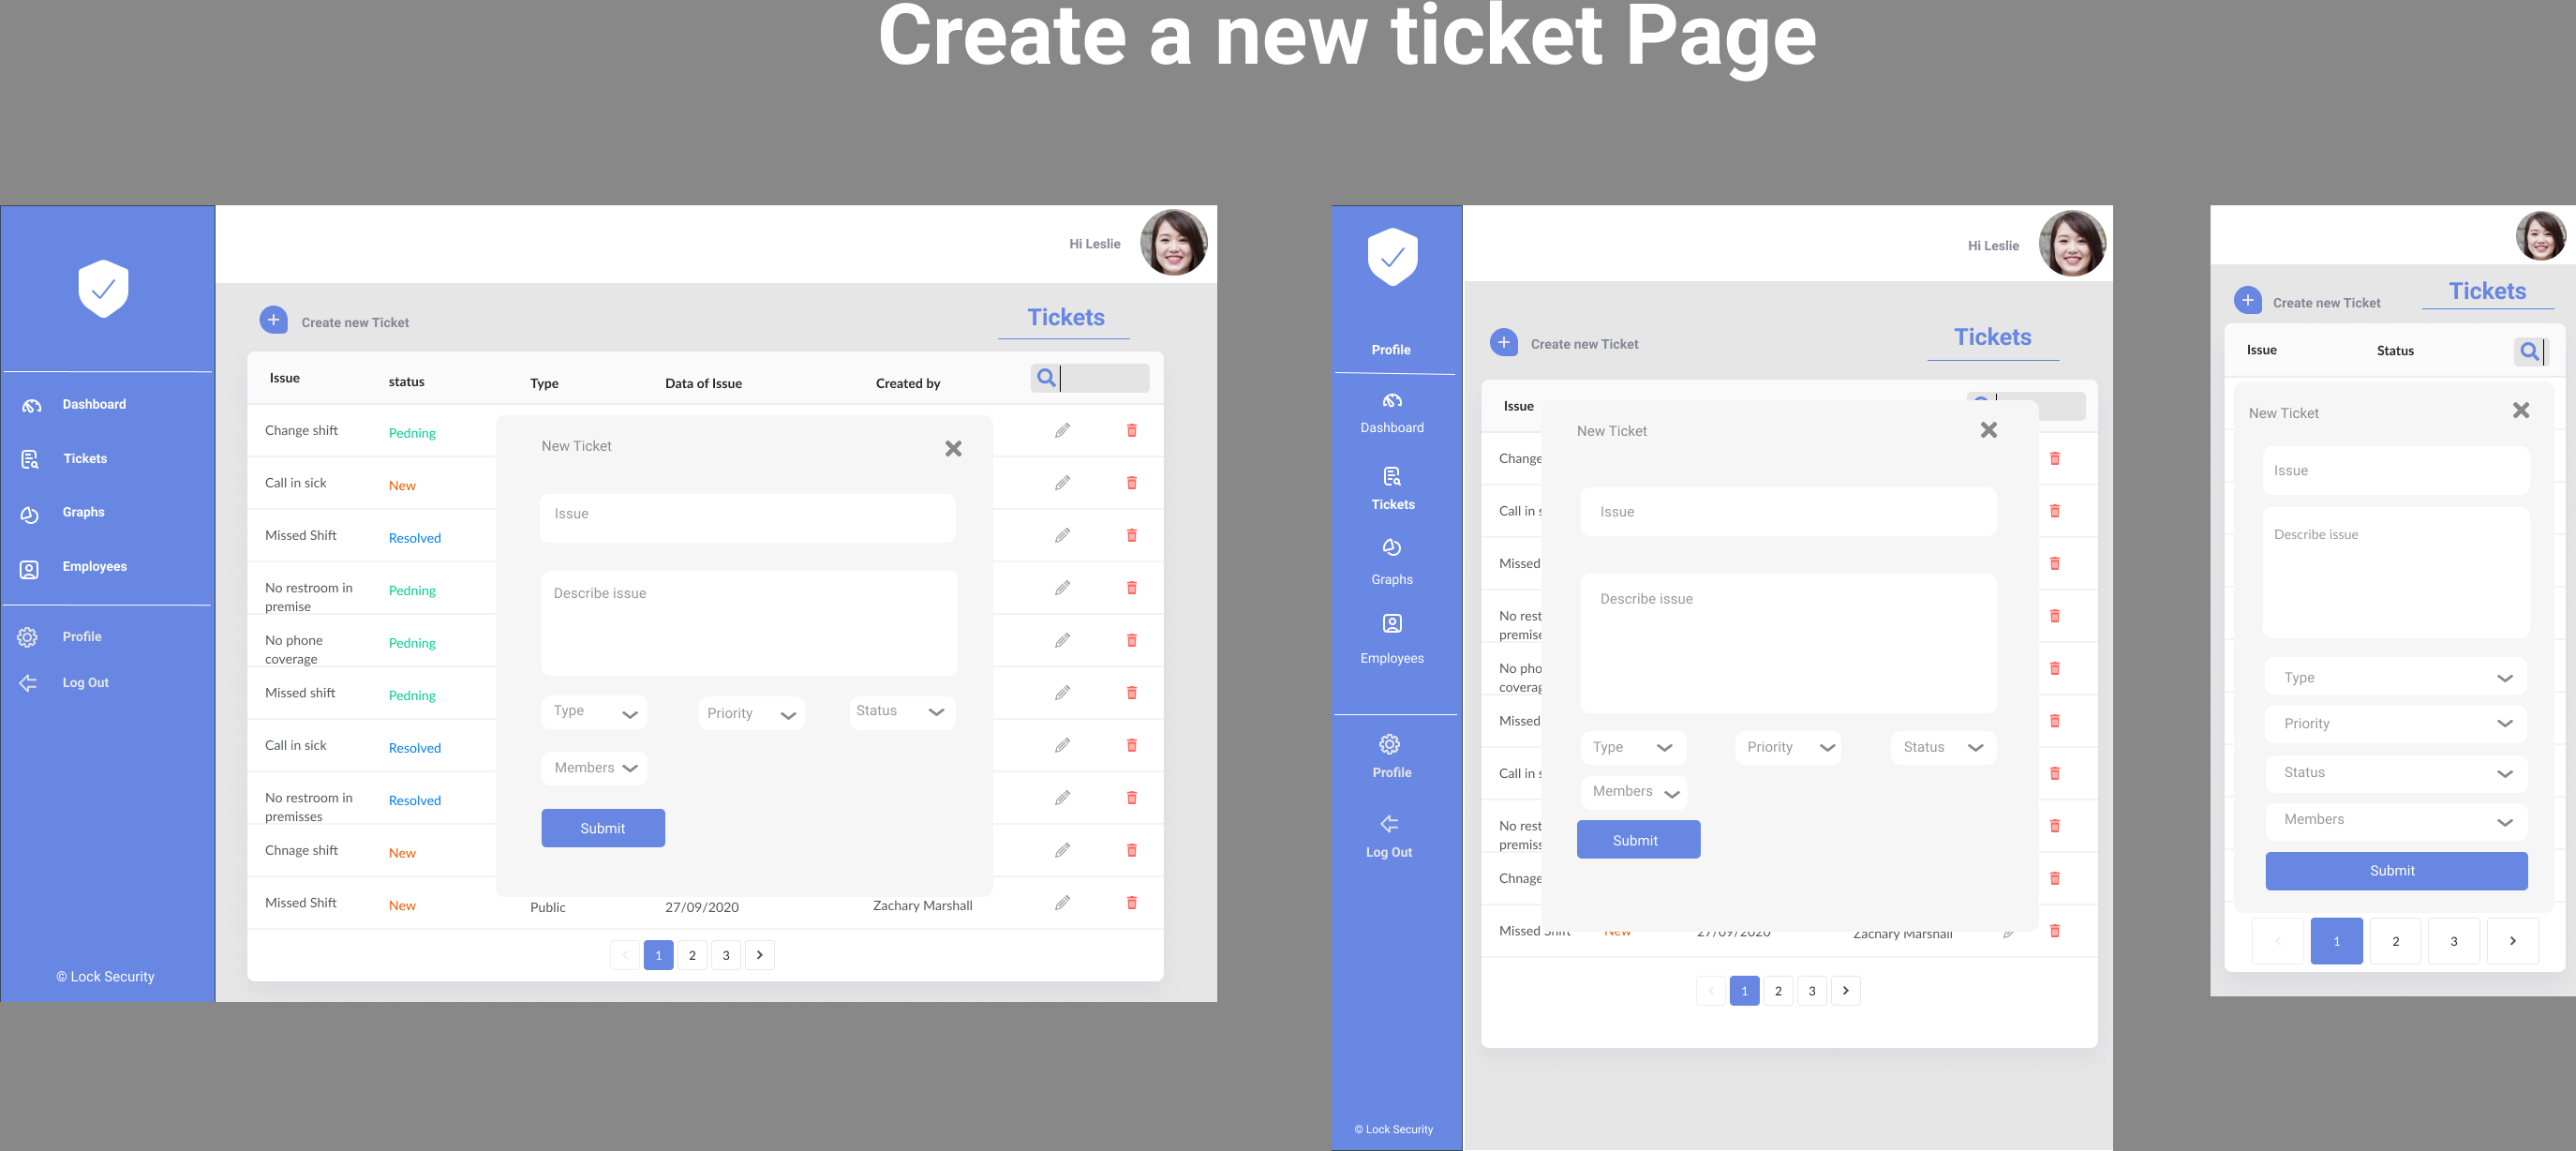 Create a new ticket Page
Hi Leslie
Dashboard
Tickets
Graphs
Employees
Profile
Log Out
© Lock Security
Create new Ticket
Tickets
Issue status Type Data of Issue Created by
Change shift Pedning
Call in sick New
Missed Shift Resolved
No restroom in
premise
Pedning
No phone
coverage
Pedning
Missed shift Pedning
Call in sick Resolved
No restroom in
premisses
Resolved
Chnage shift New
Missed Shift New Public 27/09/2020 Zachary Marshall
New Ticket
Issue
Describe issue
Type Priority Status
Members
Submit
1 2 3
Hi Leslie
Profile
Dashboard
Tickets
Graphs
Employees
Profile
Log Out
© Lock Security
Create new Ticket
Tickets
Issue
Change
Call in s
Missed
No rest
premise
No pho
coverag
Missed
Call in s
No rest
premiss
Chnage
Missed Shift New 27/09/2020 Zachary Marshall
New Ticket
Issue
Describe issue
Type Priority Status
Members
Submit
1 2 3
Create new Ticket
Tickets
Issue Status
New Ticket
Issue
Describe issue
Type
Priority
Status
Members
Submit
1 2 3